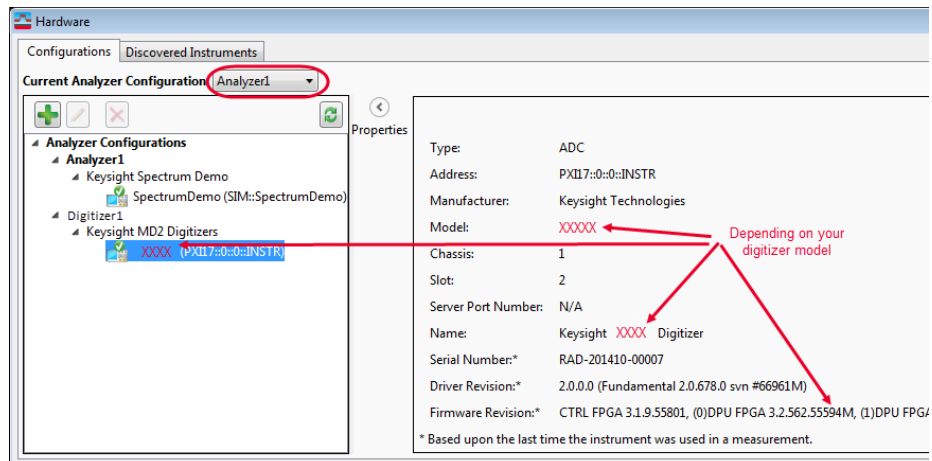 Hardware
Configurations Discovered Instruments
Current Analyzer Configuration Analyzer1
Properties
Analyzer Configurations
Analyzer1
Keysight Spectrum Demo
SpectrumDemo (SIM::SpectrumDemo)
Digitizer1
Keysight MD2 Digitizers
XXXX (PXI17::0::0::INSTR)
Type: ADC
Address: PXI17::0::0::INSTR
Manufacturer: Keysight Technologies
Model: XXXXX
Depending on your
digitizer model
Chassis: 1
Slot: 2
Server Port Number: N/A
Name: Keysight XXXX Digitizer
Serial Number:* RAD-201410-00007
Driver Revision:* 2.0.0.0 (Fundamental 2.0.678.0 svn #66961M)
Firmware Revision:* CTRL FPGA 3.1.9.55801, (0)DPU FPGA 3.2.562.55594M, (1)DPU FPGA
* Based upon the last time the instrument was used in a measurement.